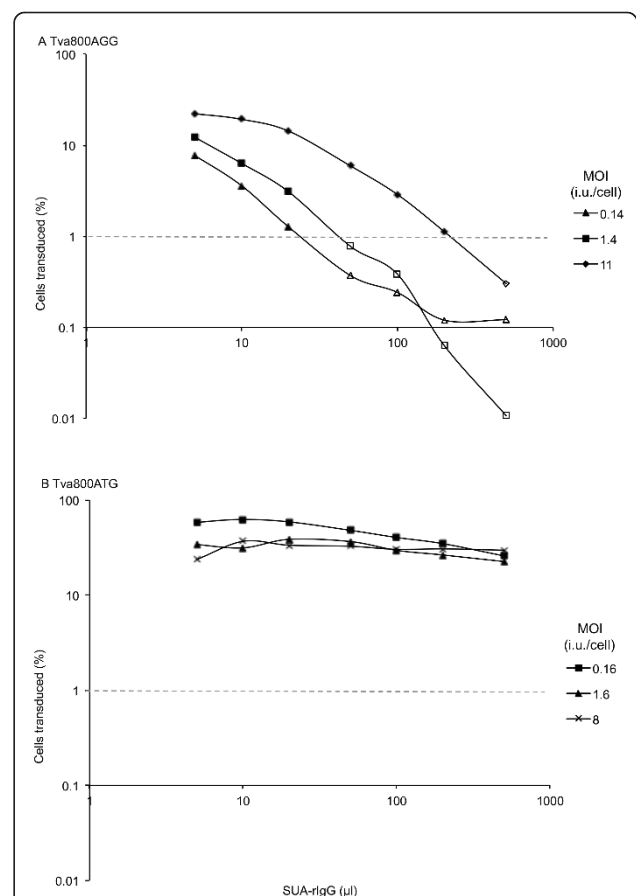 A Tva800AGG
100
10
1
0.1
0.01
Cells transduced (%)
1
10
100
1000
MOI
(i.u./cell)
0.14
1.4
11
B Tva800ATG
100
10
1
0.1
0.01
Cells transduced (%)
1
10
100
1000
SUA-rIgG (µl)
MOI
(i.u./cell)
0.16
1.6
8